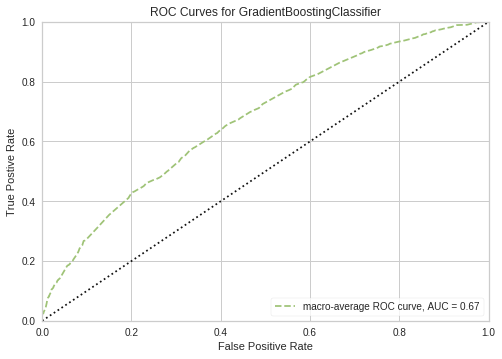 ROC Curves for GradientBoostingClassifier
True Postive Rate
1.0
0.8
0.6
0.4
0.2
0.0
macro-average ROC curve, AUC = 0.67
0.0 0.2 0.4 0.6 0.8 1.0
False Positive Rate